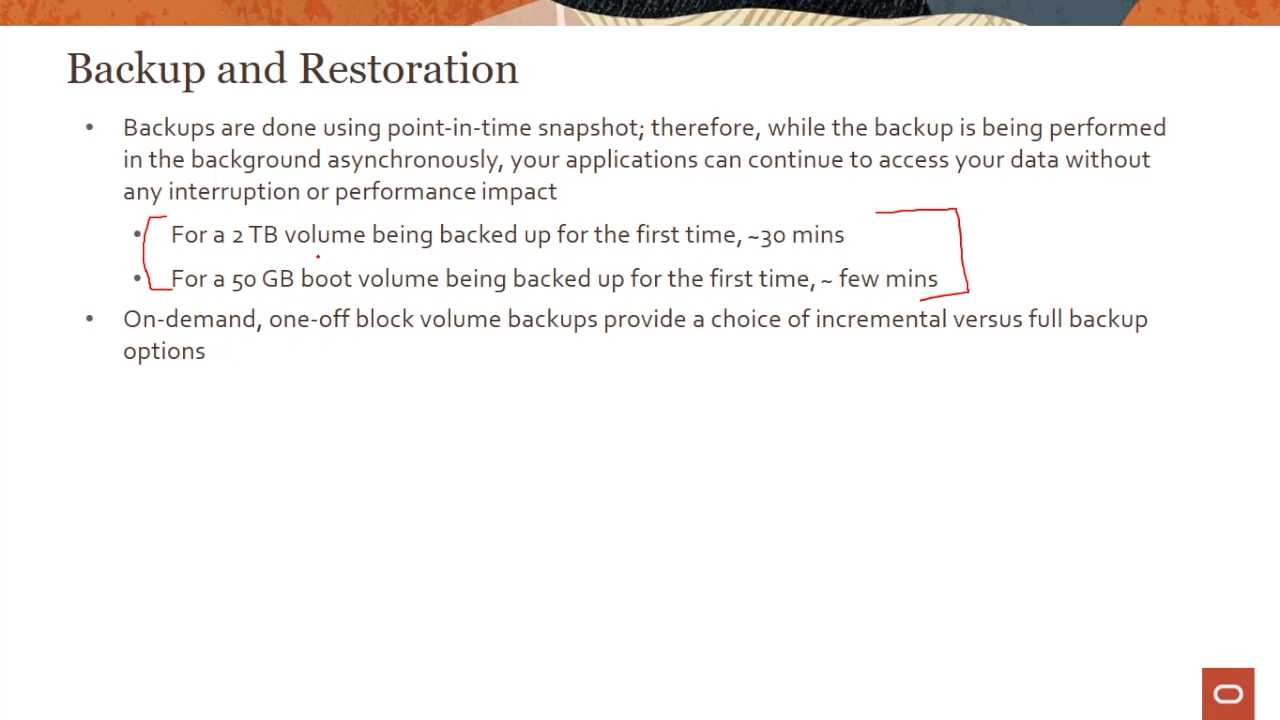 Backup and Restoration
• Backups are done using point-in-time snapshot; therefore, while the backup is being performed
in the background asynchronously, your applications can continue to access your data without
any interruption or performance impact
• For a 2 TB volume being backed up for the first time, ~30 mins
• For a 50 GB boot volume being backed up for the first time, ~ few mins
• On-demand, one-off block volume backups provide a choice of incremental versus full backup
options